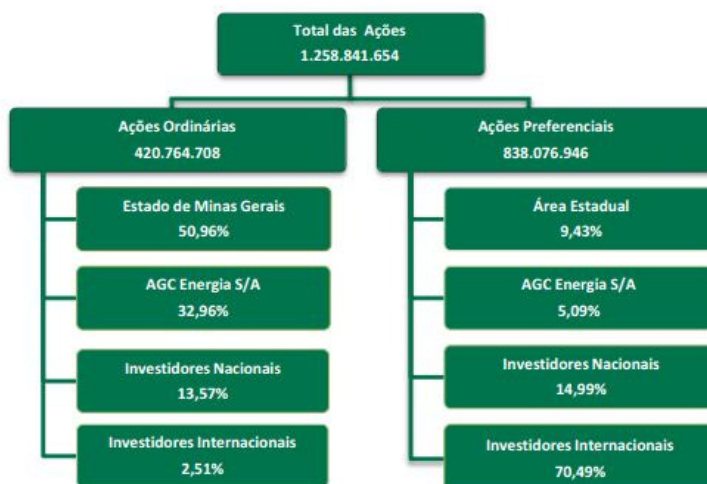 Total das Ações
1.258.841.654
Ações Ordinárias
420.764.708
Estado de Minas Gerais
50,96%
AGC Energia S/A
32,96%
Investidores Nacionais
13,57%
Investidores Internacionais
2,51%
Ações Preferenciais
838.076.946
Área Estadual
9,43%
AGC Energia S/A
5,09%
Investidores Nacionais
14,99%
Investidores Internacionais
70,49%